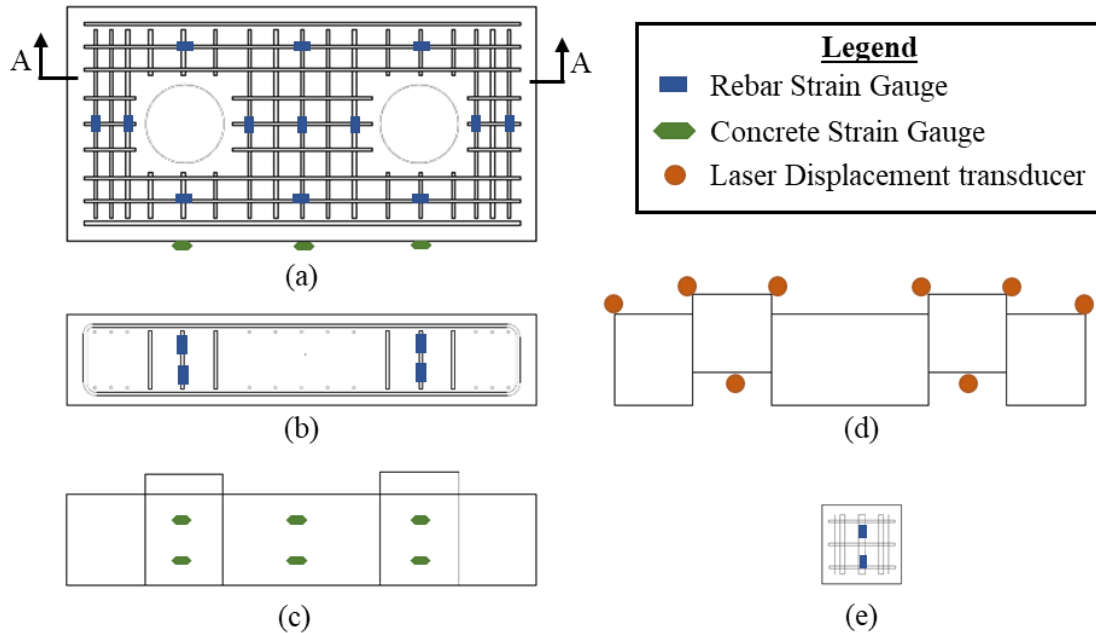 A
A
Legend
Rebar Strain Gauge
Concrete Strain Gauge
Laser Displacement transducer
(a)
(b)
(d)
(c)
(e)